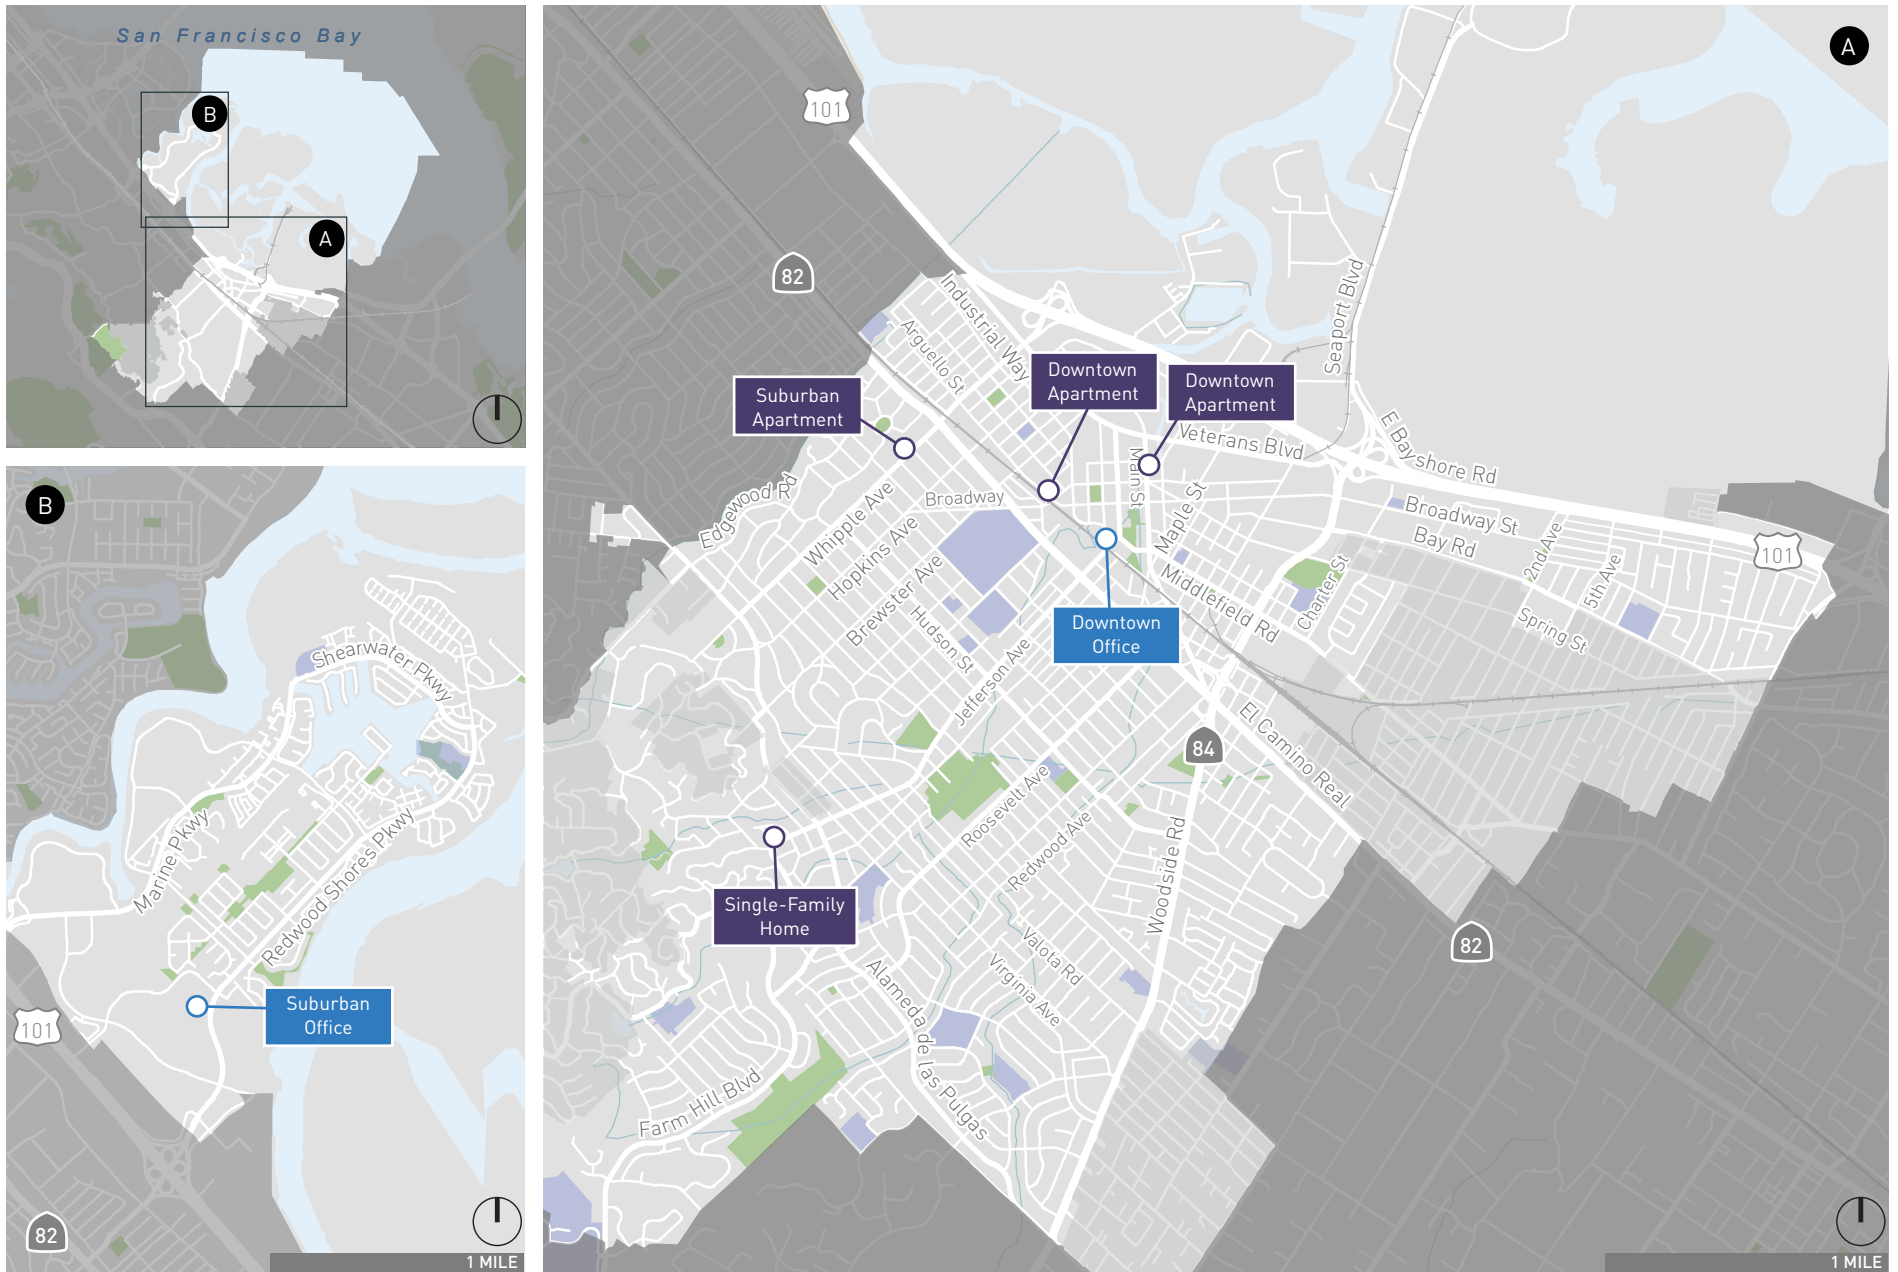 San Francisco Bay
B
A
B
Shearwater Pkwy
Marine Pkwy
Redwood Shores Pkwy
Suburban
Office
101
82
1 MILE
A
101
82
Industrial Way
Arguello St
Seaport Blvd
Downtown
Apartment
Downtown
Apartment
Suburban
Apartment
Veterans Blvd
E Bayshore Rd
Main St
Edgewood Rd
Whipple Ave
Broadway
Maple St
Broadway St
Bay Rd
2nd Ave
5th Ave
101
Hopkins Ave
Brewster Ave
Hudson St
Middlefield Rd
Charter St
Spring St
Downtown
Office
Jefferson Ave
84
El Camino Real
Roosevelt Ave
Redwood Ave
Woodside Rd
Single-Family
Home
82
Valota Rd
Virginia Ave
Alameda de las Pulgas
Farm Hill Blvd
1 MILE